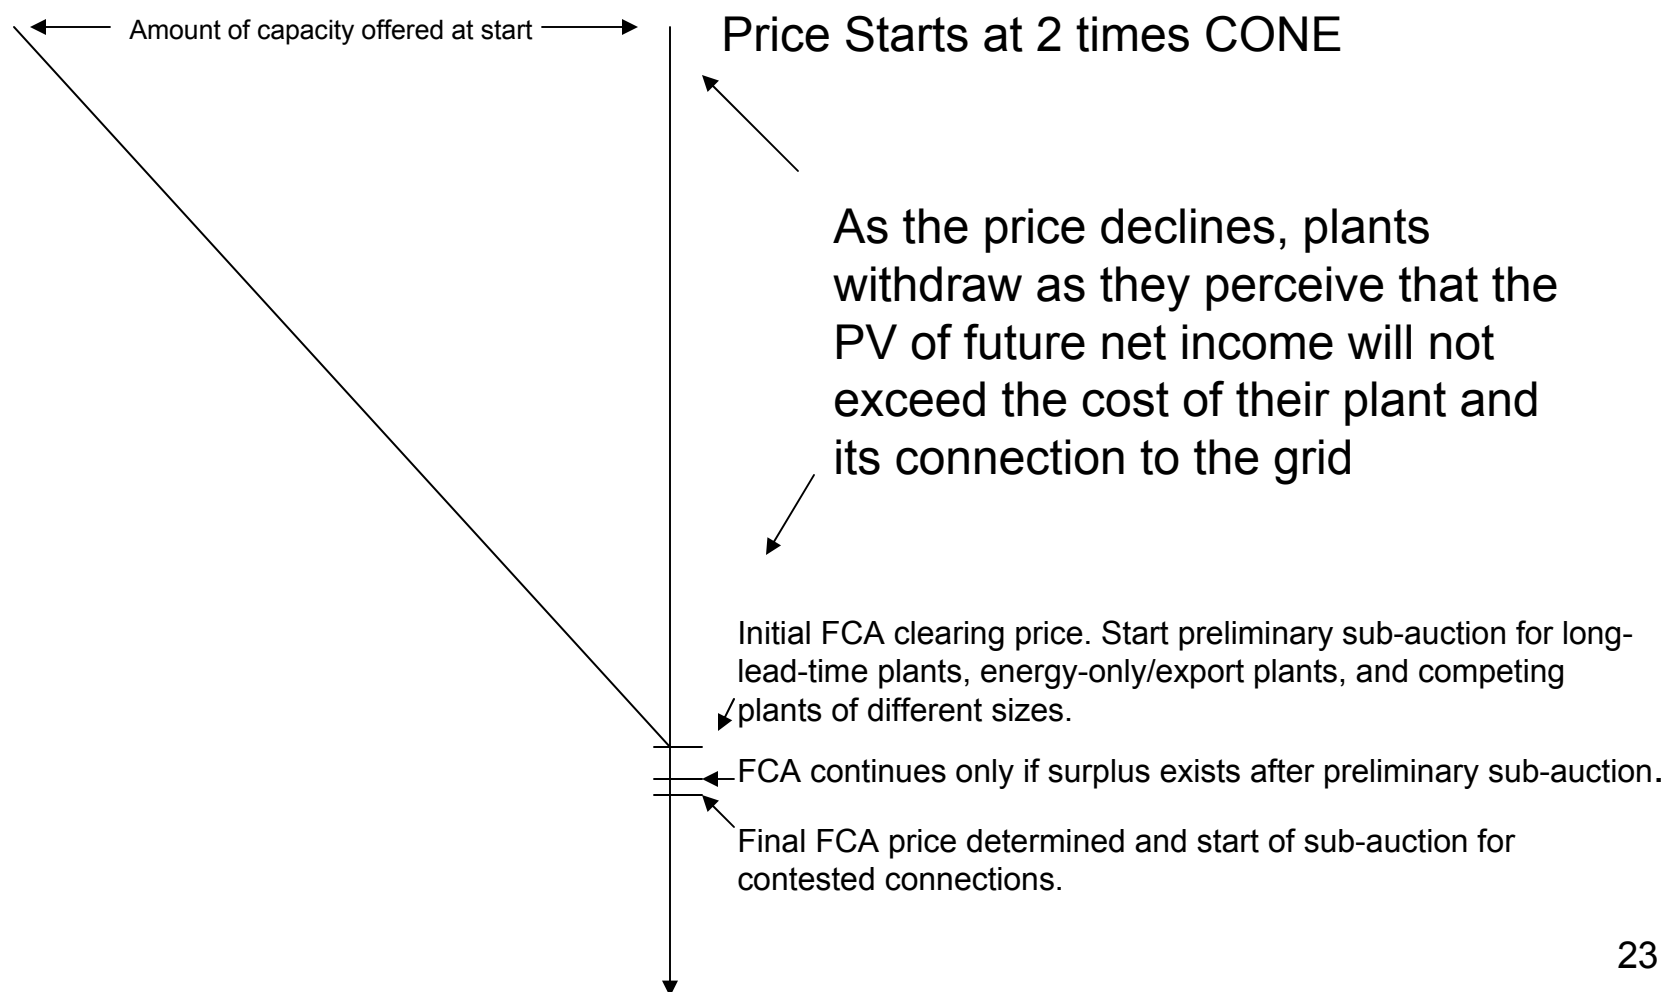 Amount of capacity offered at start
Price Starts at 2 times CONE
As the price declines, plants
withdraw as they perceive that the
PV of future net income will not
exceed the cost of their plant and
its connection to the grid
Initial FCA clearing price. Start preliminary sub-auction for long-
lead-time plants, energy-only/export plants, and competing
plants of different sizes.
FCA continues only if surplus exists after preliminary sub-auction.
Final FCA price determined and start of sub-auction for
contested connections.
23